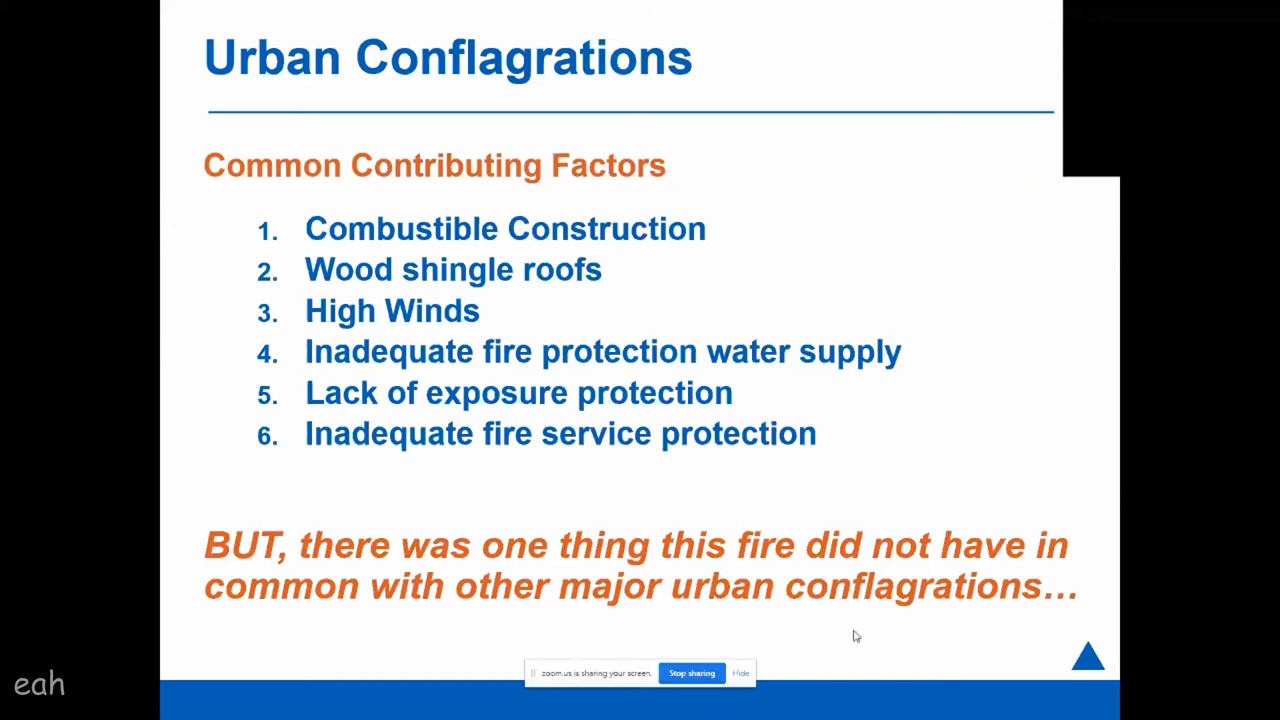 Urban Conflagrations
Common Contributing Factors
1. Combustible Construction
2. Wood shingle roofs
3. High Winds
4. Inadequate fire protection water supply
5. Lack of exposure protection
6. Inadequate fire service protection
BUT, there was one thing this fire did not have in
common with other major urban conflagrations…
zoom.us is sharing your screen. Stop sharing Hide
eah